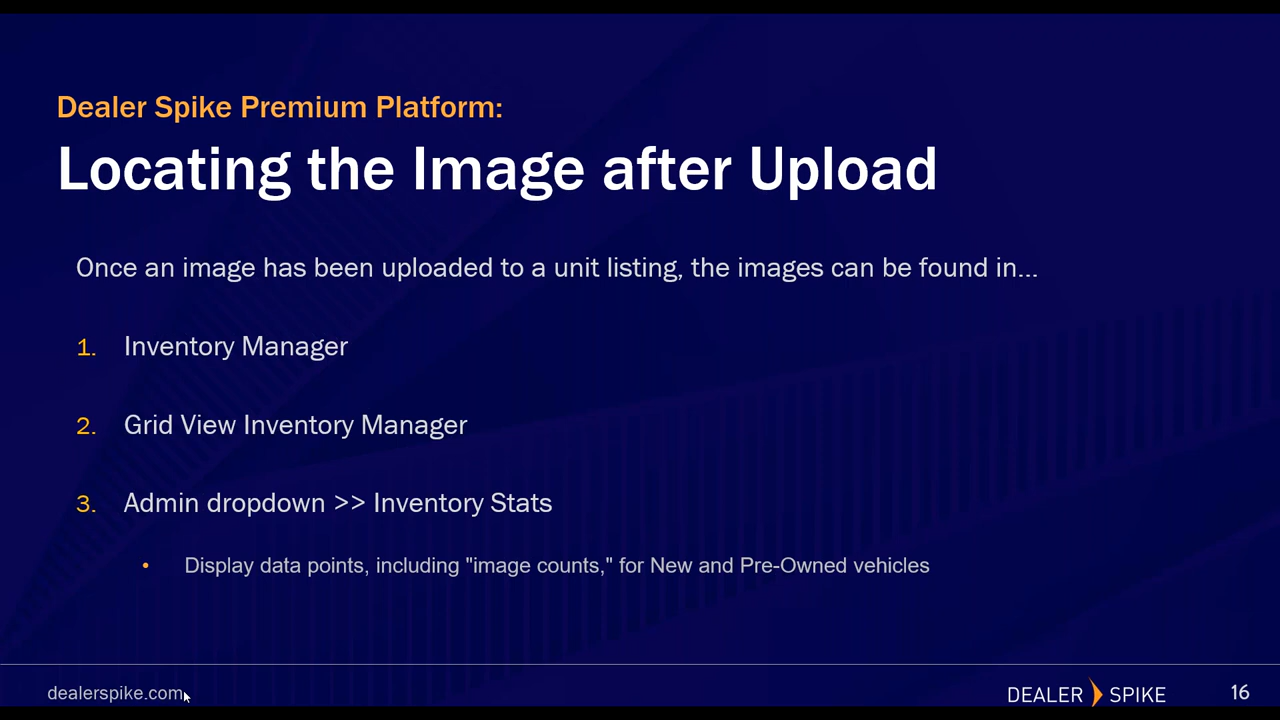 Dealer Spike Premium Platform:
Locating the Image after Upload
Once an image has been uploaded to a unit listing, the images can be found in...
1. Inventory Manager
2. Grid View Inventory Manager
3. Admin dropdown >> Inventory Stats
• Display data points, including "image counts," for New and Pre-Owned vehicles
dealerspike.com
DEALER SPIKE
16